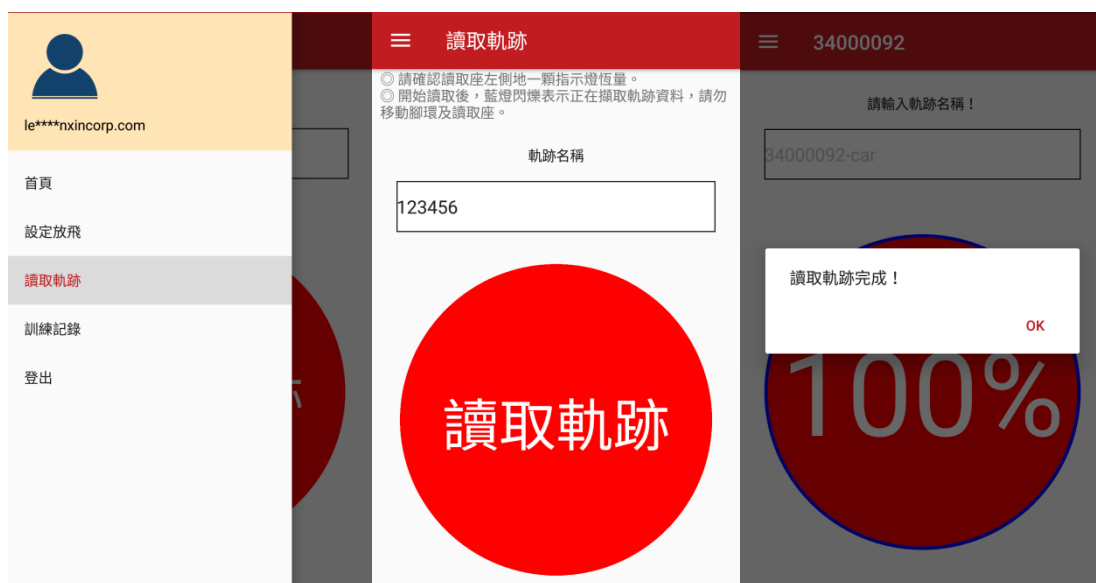 le****nxincorp.com
首頁
設定放飛
讀取軌跡
訓練記錄
登出
讀取軌跡
◎ 請確認讀取座左側地一顆指示燈恆量。
◎ 開始讀取後，藍燈閃爍表示正在擷取軌跡資料，請勿
移動腳環及讀取座。
軌跡名稱
123456
讀取軌跡
34000092
請輸入軌跡名稱！
34000092-car
讀取軌跡完成！
OK
100%